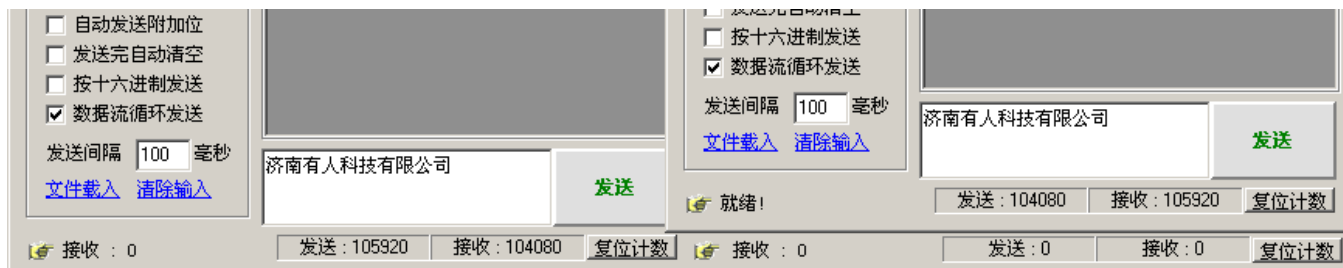 自动发送附加位
发送完自动清空
按十六进制发送
数据流循环发送
发送间隔 100 毫秒
文件载入 清除输入
济南有人科技有限公司
发送
接收 : 0
发送 : 105920 接收 : 104080 复位计数
发送完自动清空
按十六进制发送
数据流循环发送
发送间隔 100 毫秒
文件载入 清除输入
济南有人科技有限公司
发送
就绪!
发送 : 104080 接收 : 105920 复位计数
接收 : 0
发送 : 0 接收 : 0 复位计数